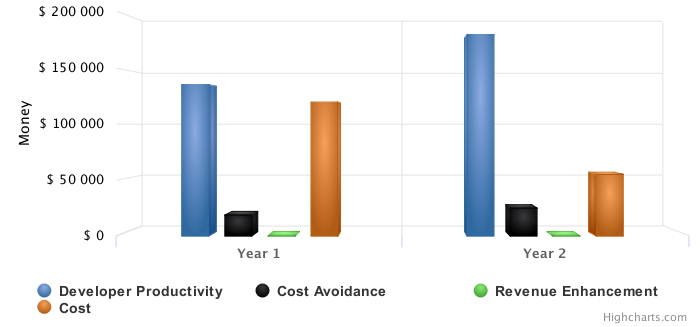 $ 200 000
$ 150 000
$ 100 000
$ 50 000
$ 0
Money
Year 1
Year 2
Developer Productivity
Cost Avoidance
Revenue Enhancement
Cost
Highcharts.com